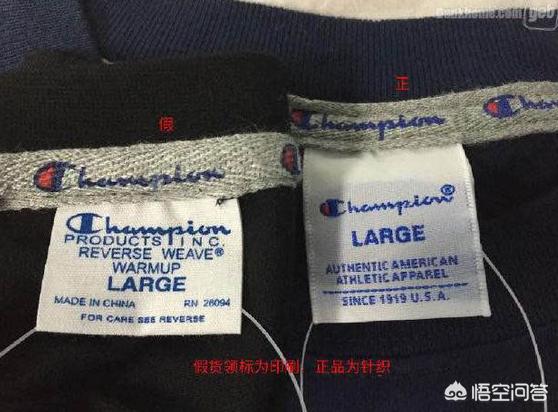 假
正
Champion
Champion
Champion
PRODUCTS INC.
REVERSE WEAVE®
WARMUP
LARGE
MADE IN CHINA RN 26094
FOR CARE SEE REVERSE
Champion®
LARGE
AUTHENTIC AMERICAN
ATHLETIC APPAREL
SINCE 1919 U.S.A.
假货领标为印刷，正品为针织
悟空问答